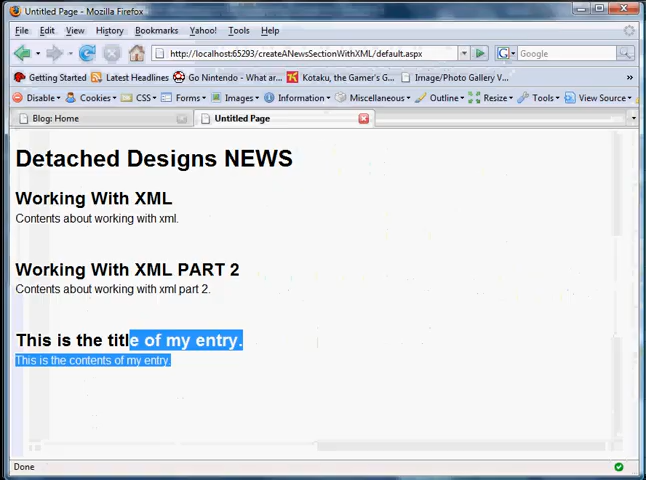 Untitled Page - Mozilla Firefox
File Edit View History Bookmarks Yahoo! Tools Help
http://localhost:65293/createANewsSectionWithXML/default.aspx Google
Getting Started Latest Headlines Go Nintendo - What ar... Kotaku, the Gamer's G... Image/Photo Gallery V... »
Disable Cookies CSS Forms Images Information Miscellaneous Outline Resize Tools View Source
Blog: Home Untitled Page
Detached Designs NEWS
Working With XML
Contents about working with xml.
Working With XML PART 2
Contents about working with xml part 2.
This is the title of my entry.
This is the contents of my entry.
Done